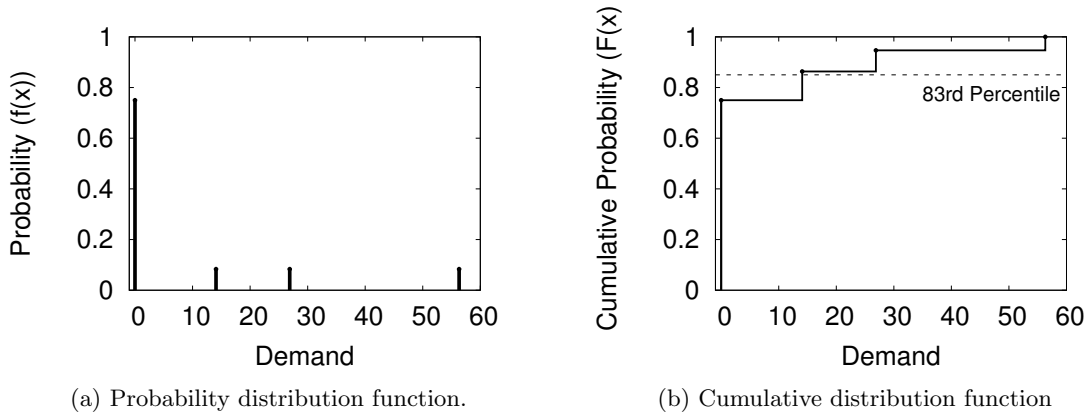 Probability (f(x))
1
0.8
0.6
0.4
0.2
0
0 10 20 30 40 50 60
Demand
(a) Probability distribution function.
Cumulative Probability (F(x)
1
0.8
0.6
0.4
0.2
0
83rd Percentile
0 10 20 30 40 50 60
Demand
(b) Cumulative distribution function